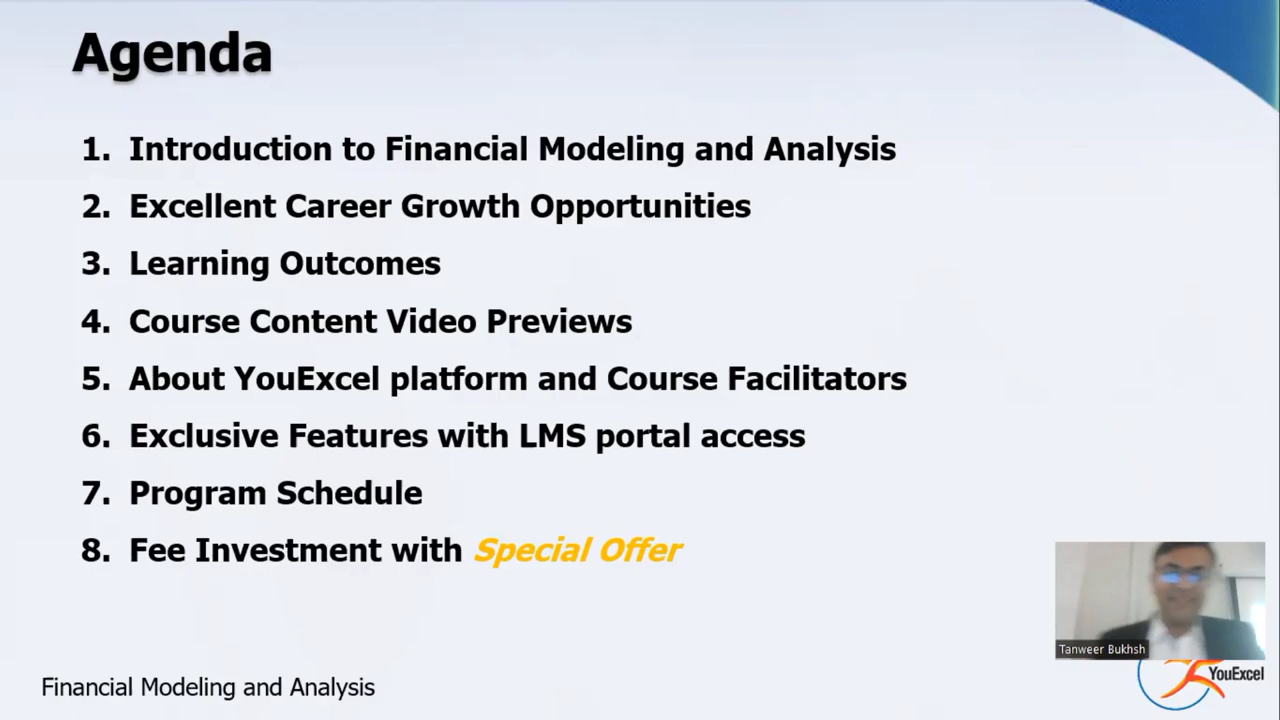 Agenda
1. Introduction to Financial Modeling and Analysis
2. Excellent Career Growth Opportunities
3. Learning Outcomes
4. Course Content Video Previews
5. About YouExcel platform and Course Facilitators
6. Exclusive Features with LMS portal access
7. Program Schedule
8. Fee Investment with Special Offer
Tanweer Bukhsh
YouExcel
Financial Modeling and Analysis